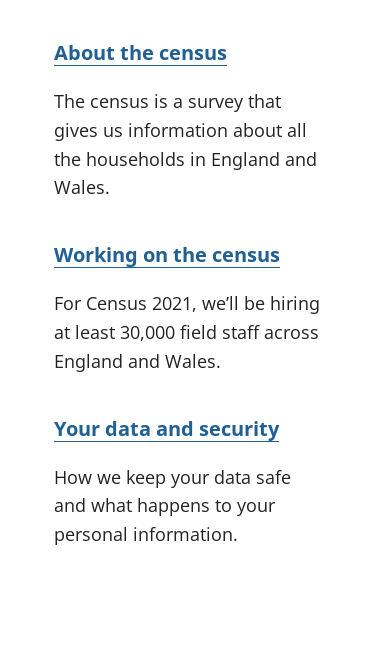 About the census
The census is a survey that
gives us information about all
the households in England and
Wales.
Working on the census
For Census 2021, we’ll be hiring
at least 30,000 field staff across
England and Wales.
Your data and security
How we keep your data safe
and what happens to your
personal information.